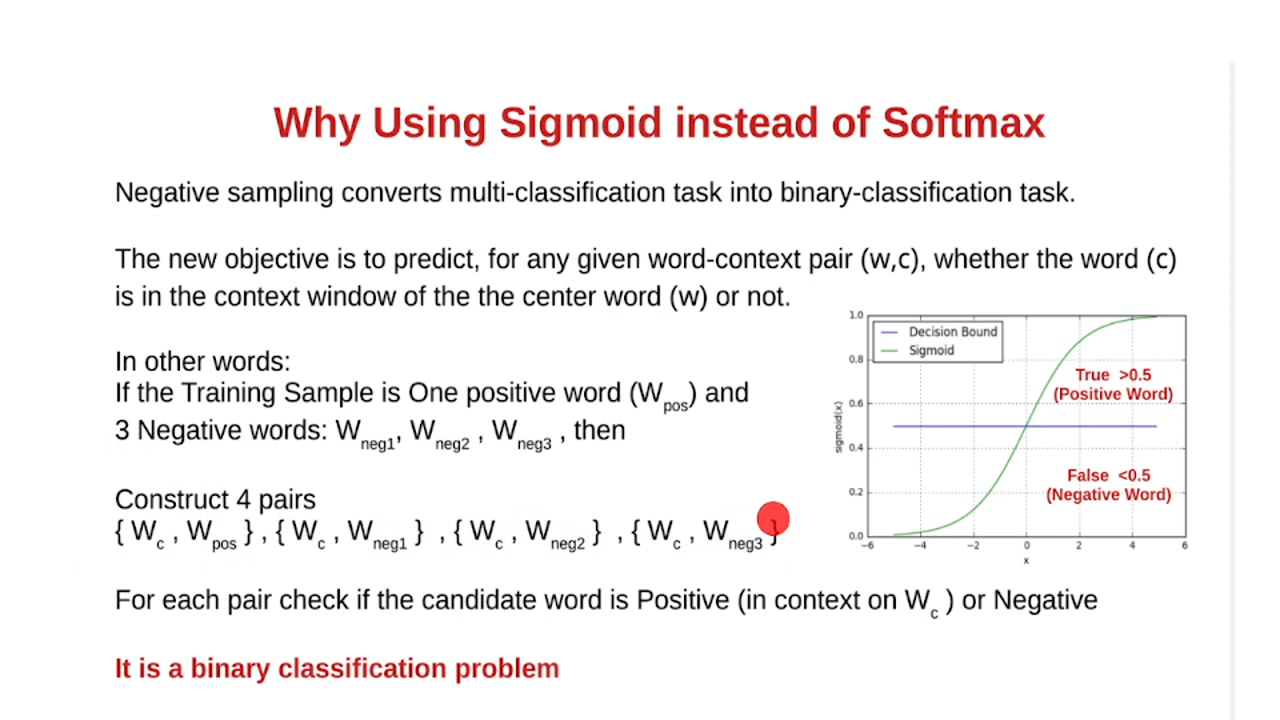 Why Using Sigmoid instead of Softmax
Negative sampling converts multi-classification task into binary-classification task.
The new objective is to predict, for any given word-context pair (w,c), whether the word (c)
is in the context window of the the center word (w) or not.
In other words:
If the Training Sample is One positive word (Wpos) and
3 Negative words: Wneg1, Wneg2 , Wneg3 , then
Construct 4 pairs
{ Wc , Wpos } , { Wc , Wneg1 } , { Wc , Wneg2 } , { Wc , Wneg3 }
For each pair check if the candidate word is Positive (in context on Wc ) or Negative
It is a binary classification problem
Decision Bound
Sigmoid
True >0.5
(Positive Word)
False <0.5
(Negative Word)
sigmoid(x)
1.0
0.8
0.6
0.4
0.2
0.0
−6 −4 −2 0 2 4 6
x